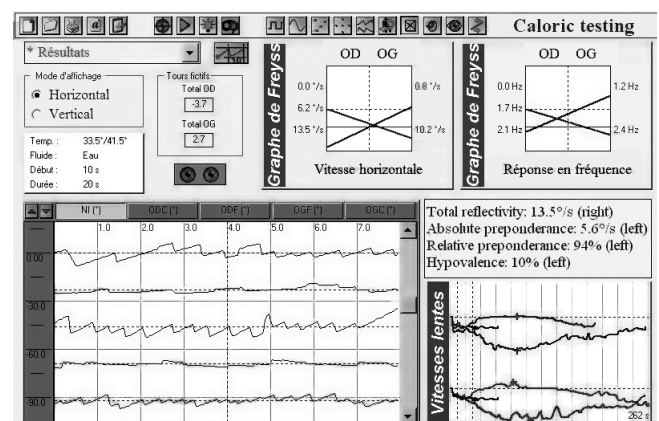 Caloric testing
* Résultats
Mode d'affichage
Horizontal
Vertical
Tours fictifs
Total OD
-3.7
Total OG
2.7
Temp. : 33.5°/41.5°
Fluide : Eau
Début : 10 s
Durée : 20 s
Graphe de Freyss
OD OG
0.0 °/s 0.8 °/s
6.2 °/s
13.5 °/s 10.2 °/s
Vitesse horizontale
Graphe de Freyss
OD OG
0.0 Hz 1.2 Hz
1.7 Hz
2.1 Hz 2.4 Hz
Réponse en fréquence
NI (°) ODC (°) ODF (°) OGF (°) OGC (°)
1.0 2.0 3.0 4.0 5.0 6.0 7.0
0.00
-30.0
-60.0
-90.0
Total reflectivity: 13.5°/s (right)
Absolute preponderance: 5.6°/s (left)
Relative preponderance: 94% (left)
Hypovalence: 10% (left)
Vitesses lentes
262 s